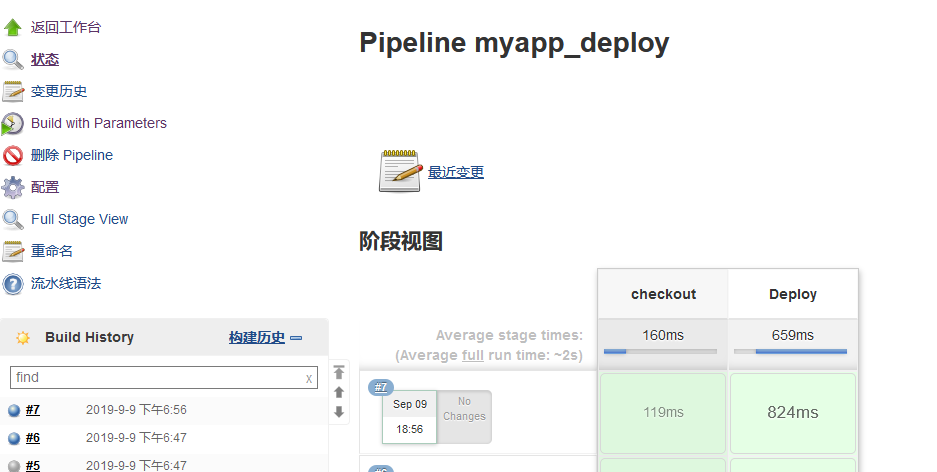 返回工作台
状态
变更历史
Build with Parameters
删除 Pipeline
配置
Full Stage View
重命名
流水线语法
Build History 构建历史
find x
#7 2019-9-9 下午6:56
#6 2019-9-9 下午6:47
#5 2019-9-9 下午6:47
Pipeline myapp_deploy
最近变更
阶段视图
checkout Deploy
Average stage times: 160ms 659ms
(Average full run time: ~2s)
#7
Sep 09 No
Changes
18:56
119ms 824ms
#6